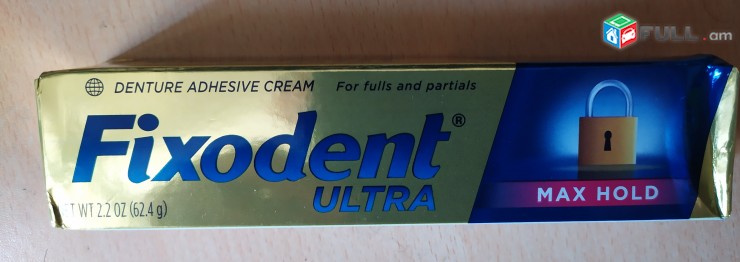 FULL.am
DENTURE ADHESIVE CREAM For fulls and partials
Fixodent®
ULTRA
WT 2.2 OZ (62.4 g)
MAX HOLD